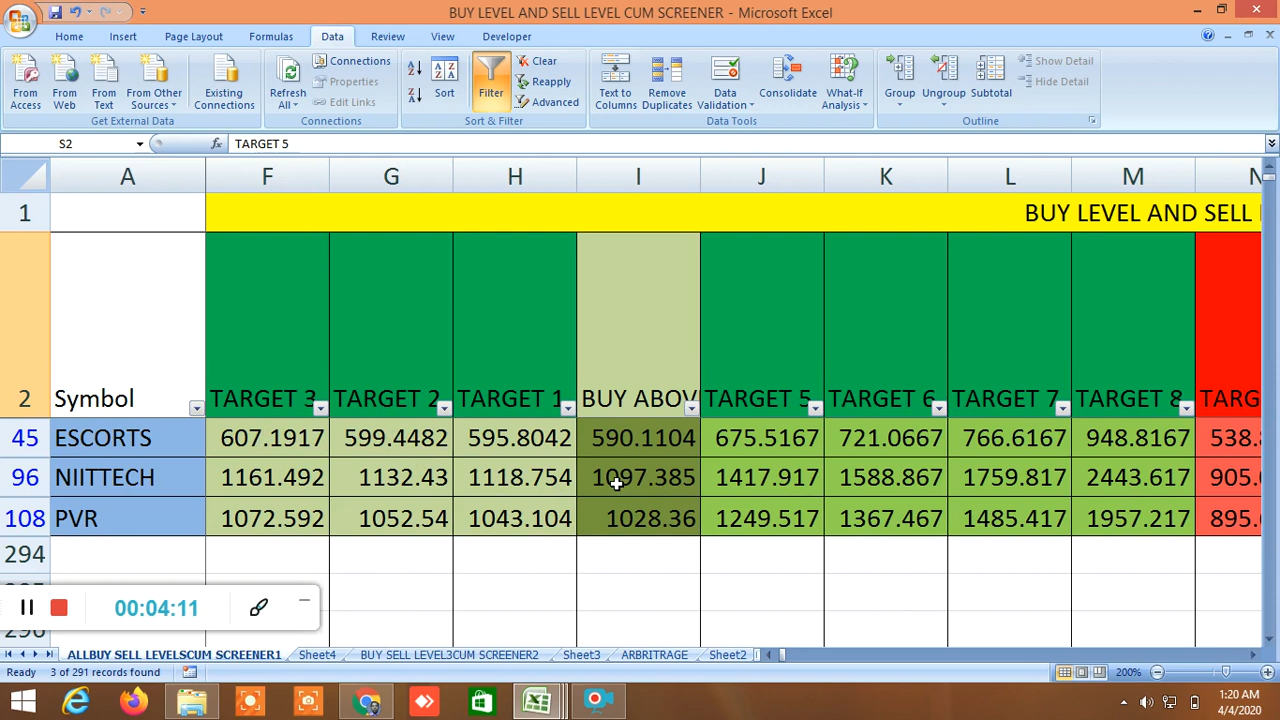 BUY LEVEL AND SELL LEVEL CUM SCREENER - Microsoft Excel
Home Insert Page Layout Formulas Data Review View Developer
From Access
From Web
From Text
From Other Sources
Existing Connections
Get External Data
Refresh All
Connections
Properties
Edit Links
Connections
Sort
Filter
Clear
Reapply
Advanced
Sort & Filter
Text to Columns
Remove Duplicates
Data Validation
Consolidate
What-If Analysis
Data Tools
Group
Ungroup
Subtotal
Show Detail
Hide Detail
Outline
S2 fx TARGET 5
A F G H I J K L M N
1 BUY LEVEL AND SELL
2 Symbol TARGET 3 TARGET 2 TARGET 1 BUY ABOV TARGET 5 TARGET 6 TARGET 7 TARGET 8 TARG
45 ESCORTS 607.1917 599.4482 595.8042 590.1104 675.5167 721.0667 766.6167 948.8167 538.
96 NIITTECH 1161.492 1132.43 1118.754 1097.385 1417.917 1588.867 1759.817 2443.617 905.
108 PVR 1072.592 1052.54 1043.104 1028.36 1249.517 1367.467 1485.417 1957.217 895.
294
00:04:11
296
ALLBUY SELL LEVELSCUM SCREENER1 Sheet4 BUY SELL LEVEL3CUM SCREENER2 Sheet3 ARBRITRAGE Sheet2
Ready 3 of 291 records found 200%
1:20 AM
4/4/2020